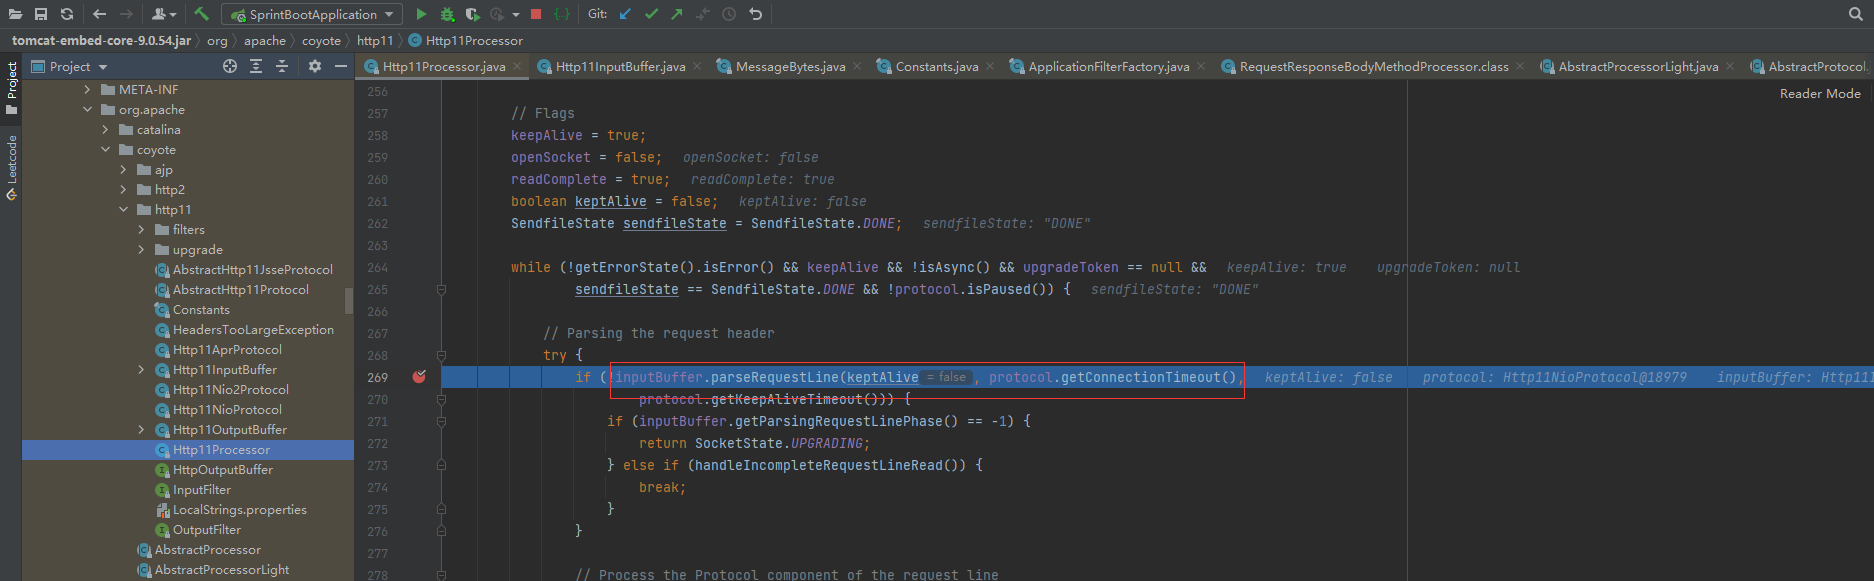 SprintBootApplication
Git:
tomcat-embed-core-9.0.54.jar org apache coyote http11 Http11Processor
Project
Leetcode
Project
META-INF
org.apache
catalina
coyote
ajp
http2
http11
filters
upgrade
AbstractHttp11JsseProtocol
AbstractHttp11Protocol
Constants
HeadersTooLargeException
Http11AprProtocol
Http11InputBuffer
Http11Nio2Protocol
Http11NioProtocol
Http11OutputBuffer
Http11Processor
HttpOutputBuffer
InputFilter
LocalStrings.properties
OutputFilter
AbstractProcessor
AbstractProcessorLight
Http11Processor.java Http11InputBuffer.java MessageBytes.java Constants.java ApplicationFilterFactory.java RequestResponseBodyMethodProcessor.class AbstractProcessorLight.java AbstractProtocol.
Reader Mode
256
257 // Flags
258 keepAlive = true;
259 openSocket = false; openSocket: false
260 readComplete = true; readComplete: true
261 boolean keptAlive = false; keptAlive: false
262 SendfileState sendfileState = SendfileState.DONE; sendfileState: "DONE"
263
264 while (!getErrorState().isError() && keepAlive && !isAsync() && upgradeToken == null && keepAlive: true upgradeToken: null
265 sendfileState == SendfileState.DONE && !protocol.isPaused()) { sendfileState: "DONE"
266
267 // Parsing the request header
268 try {
269 if (!inputBuffer.parseRequestLine(keptAlive = false , protocol.getConnectionTimeout(), keptAlive: false protocol: Http11NioProtocol@18979 inputBuffer: Http11I
270 protocol.getKeepAliveTimeout())) {
271 if (inputBuffer.getParsingRequestLinePhase() == -1) {
272 return SocketState.UPGRADING;
273 } else if (handleIncompleteRequestLineRead()) {
274 break;
275 }
276 }
277
278 // Process the Protocol component of the request line